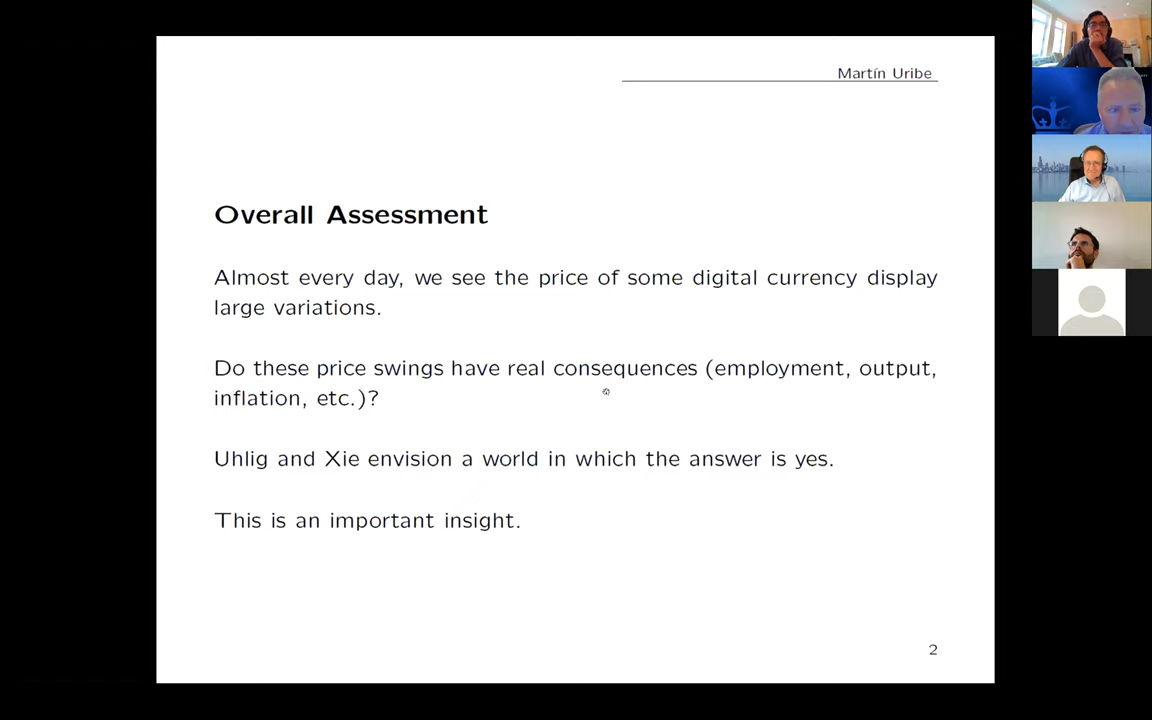 Martín Uribe
Overall Assessment
Almost every day, we see the price of some digital currency display
large variations.
Do these price swings have real consequences (employment, output,
inflation, etc.)?
Uhlig and Xie envision a world in which the answer is yes.
This is an important insight.
2